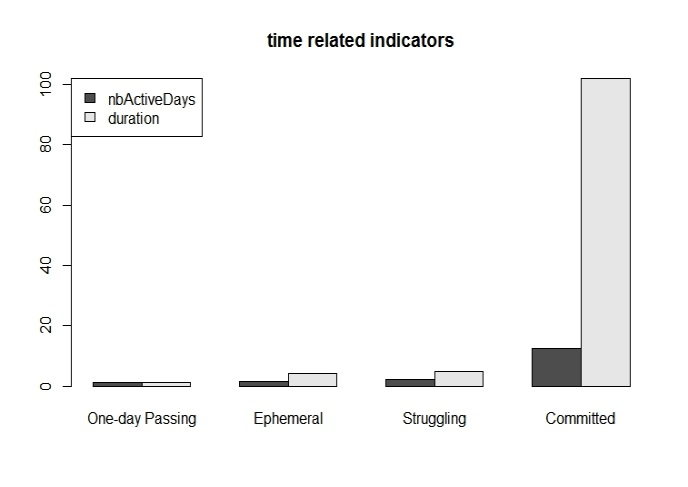 time related indicators
nbActiveDays
duration
100
80
60
40
20
0
One-day Passing
Ephemeral
Struggling
Committed